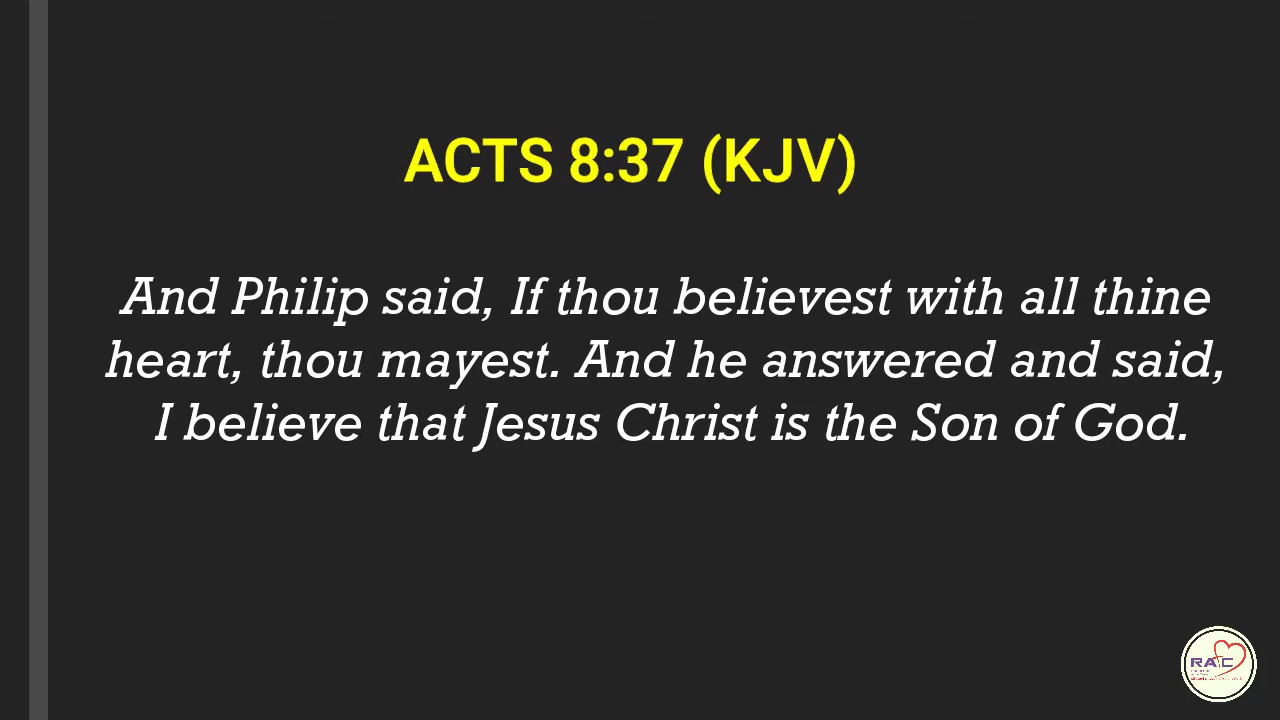 ACTS 8:37 (KJV)
And Philip said, If thou believest with all thine
heart, thou mayest. And he answered and said,
I believe that Jesus Christ is the Son of God.
RAFC